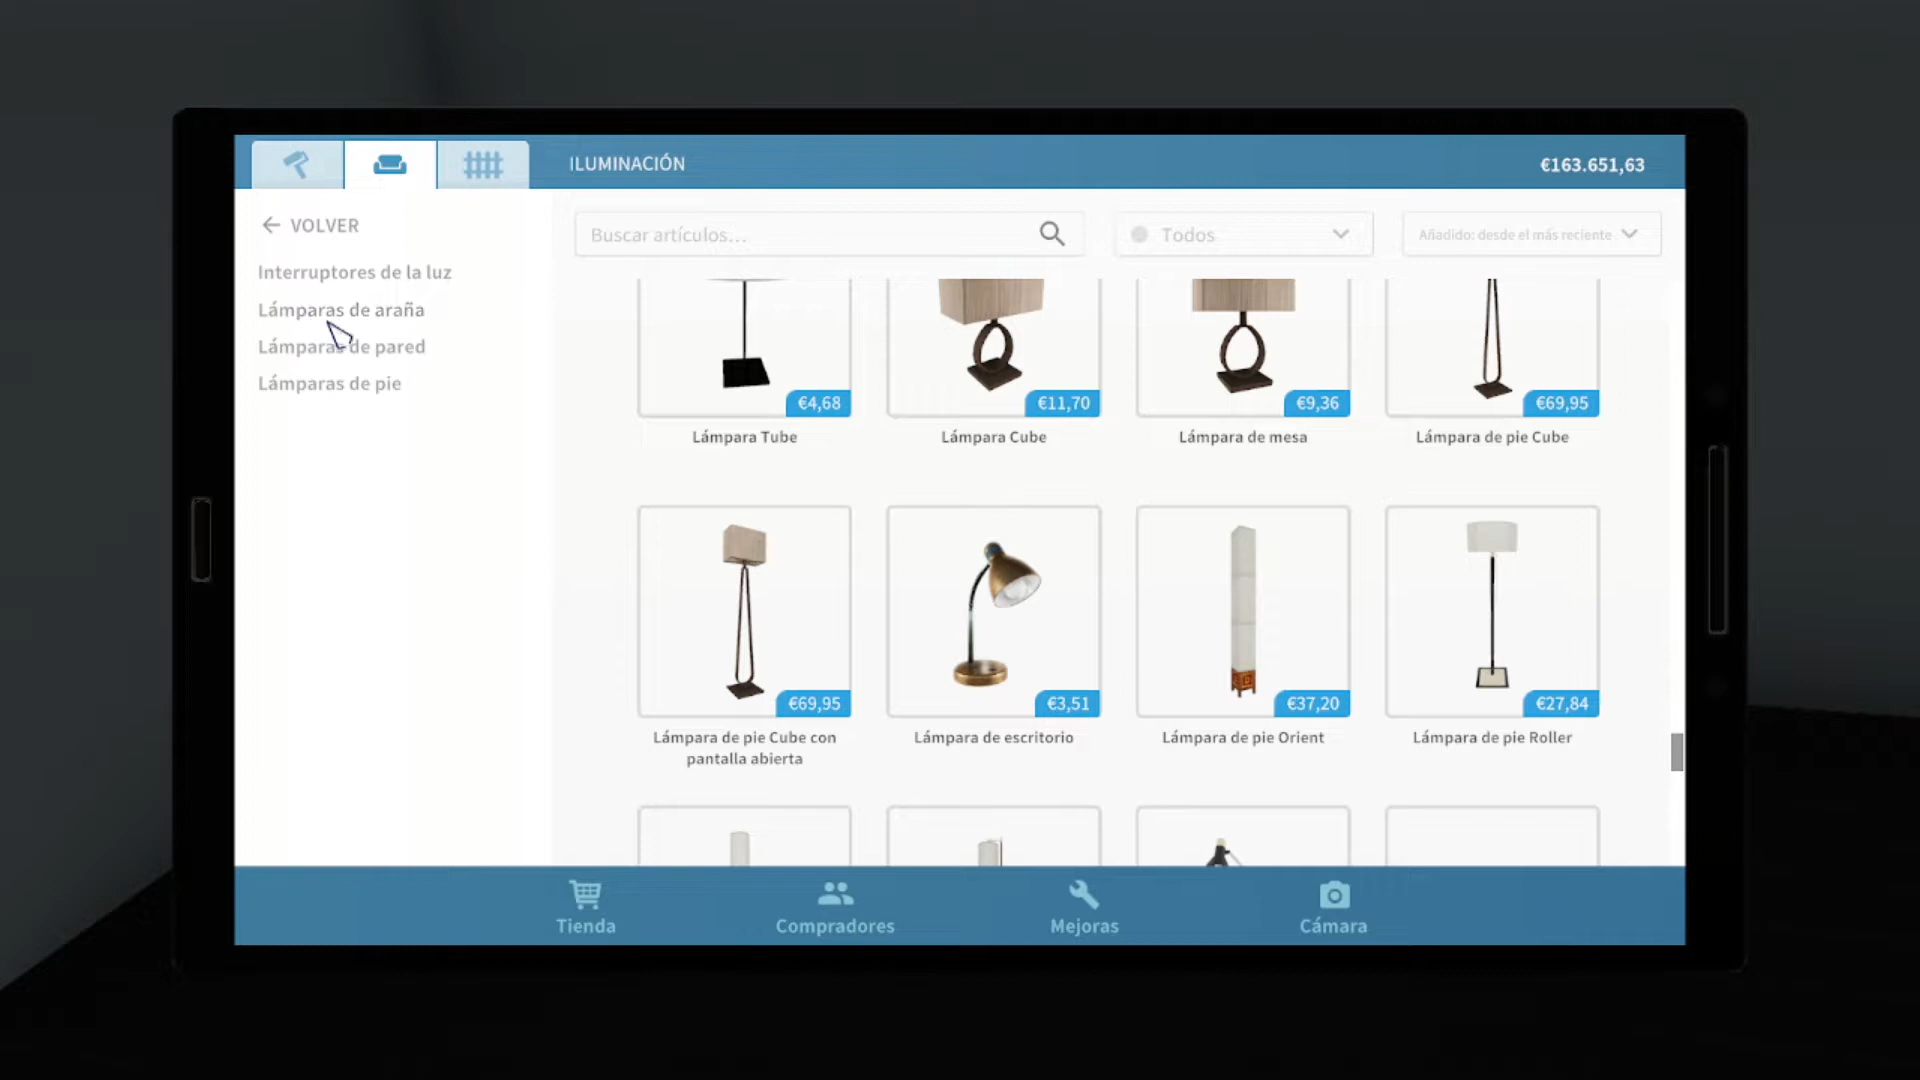 ILUMINACIÓN
€163.651,63
VOLVER
Interruptores de la luz
Lámparas de araña
Lámparas de pared
Lámparas de pie
Buscar artículos...
Todos
Añadido: desde el más reciente
€4,68
€11,70
€9,36
€69,95
Lámpara Tube
Lámpara Cube
Lámpara de mesa
Lámpara de pie Cube
€69,95
€3,51
€37,20
€27,84
Lámpara de pie Cube con
pantalla abierta
Lámpara de escritorio
Lámpara de pie Orient
Lámpara de pie Roller
Tienda
Compradores
Mejoras
Cámara